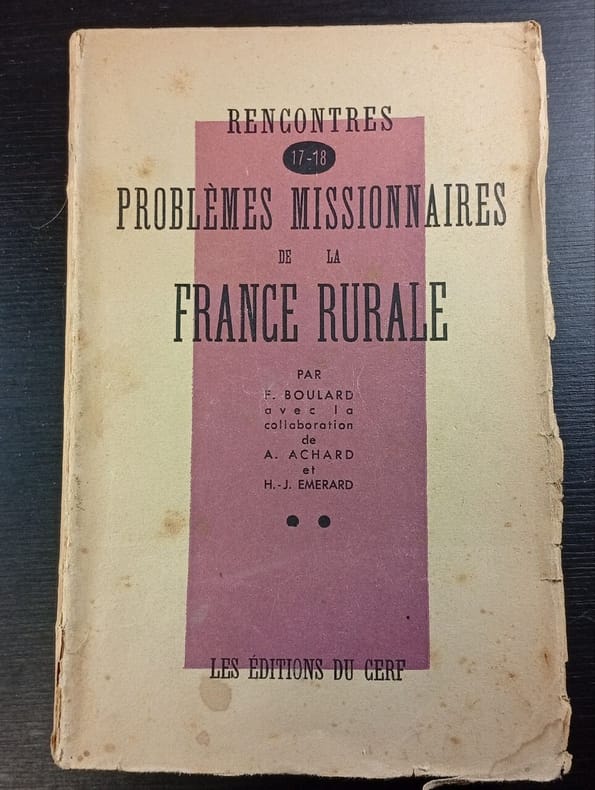 RENCONTRES
17-18
PROBLÈMES MISSIONNAIRES
DE LA
FRANCE RURALE
PAR
F. BOULARD
avec la
collaboration
de
A. ACHARD
et
H.-J. EMERARD
LES ÉDITIONS DU CERF